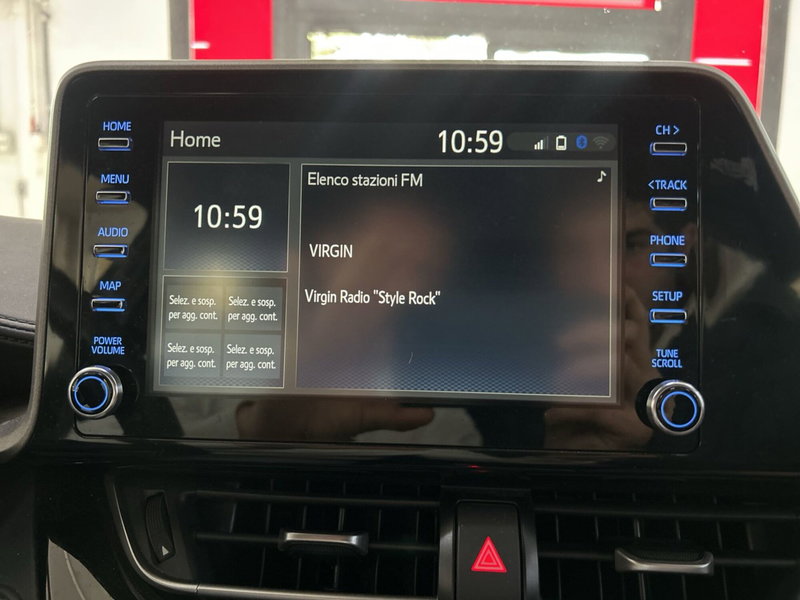 HOME
MENU
AUDIO
MAP
POWER
VOLUME
Home
10:59
10:59
Selez. e sosp.
per agg. cont.
Selez. e sosp.
per agg. cont.
Selez. e sosp.
per agg. cont.
Selez. e sosp.
per agg. cont.
Elenco stazioni FM
VIRGIN
Virgin Radio "Style Rock"
CH >
< TRACK
PHONE
SETUP
TUNE
SCROLL